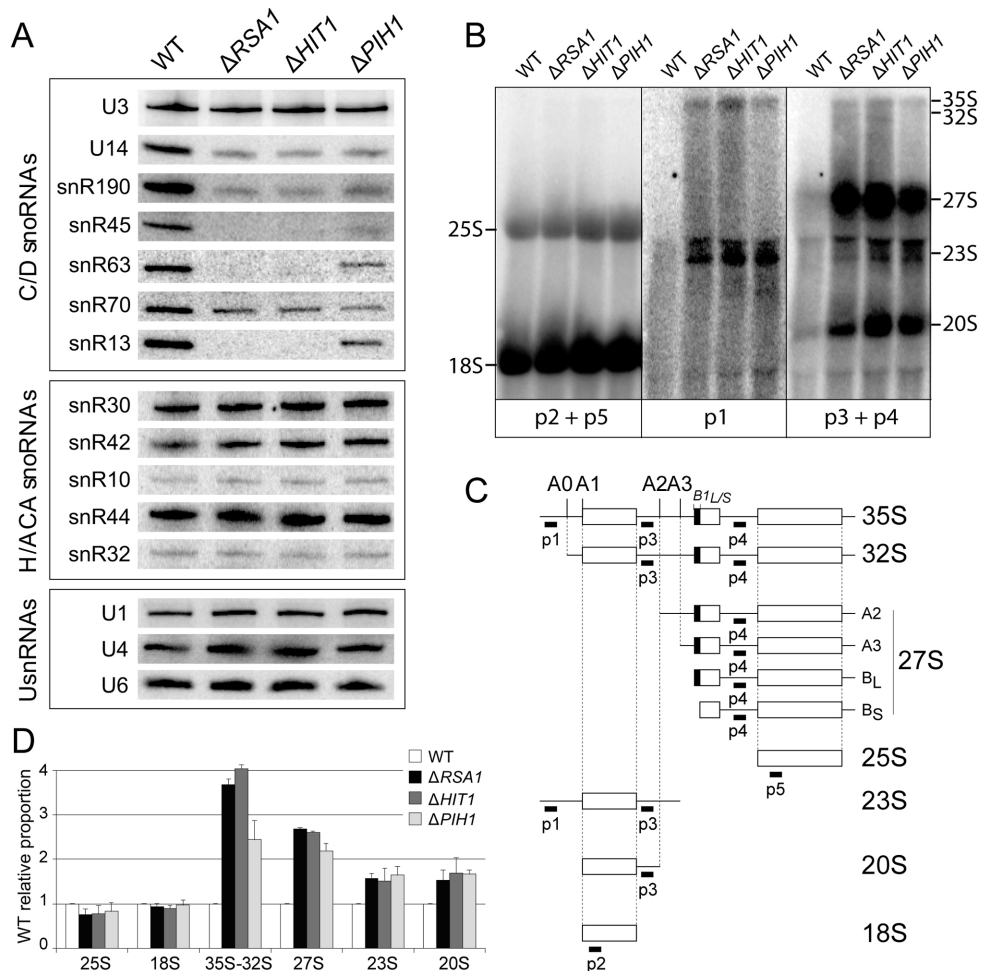 A
WT ΔRSA1 ΔHIT1 ΔPIH1
C/D snoRNAs
U3
U14
snR190
snR45
snR63
snR70
snR13
H/ACA snoRNAs
snR30
snR42
snR10
snR44
snR32
UsnRNAs
U1
U4
U6
B
WT ΔRSA1 ΔHIT1 ΔPIH1 WT ΔRSA1 ΔHIT1 ΔPIH1 WT ΔRSA1 ΔHIT1 ΔPIH1
25S
18S
35S
32S
27S
23S
20S
p2 + p5 p1 p3 + p4
C
A0 A1 A2 A3 B1L/S
35S
p1 p3 p4
32S
p3 p4
A2
p4
A3
p4
27S
BL
p4
BS
p4
25S
p5
23S
p1 p3
20S
p3
18S
p2
D
WT relative proportion
4
3
2
1
0
WT
ΔRSA1
ΔHIT1
ΔPIH1
25S 18S 35S-32S 27S 23S 20S